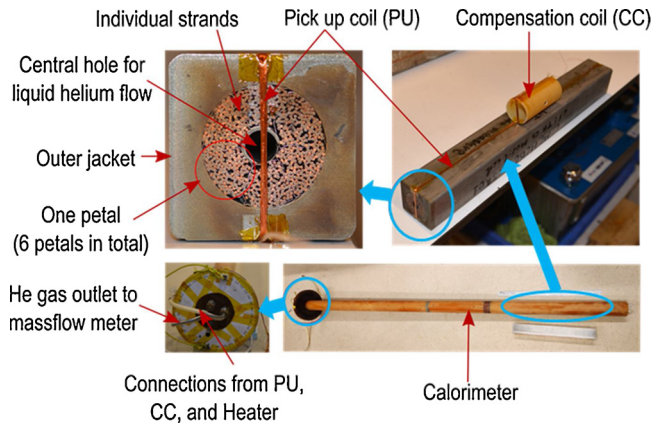 Individual strands
Pick up coil (PU)
Compensation coil (CC)
Central hole for
liquid helium flow
Outer jacket
One petal
(6 petals in total)
He gas outlet to
massflow meter
Connections from PU,
CC, and Heater
Calorimeter